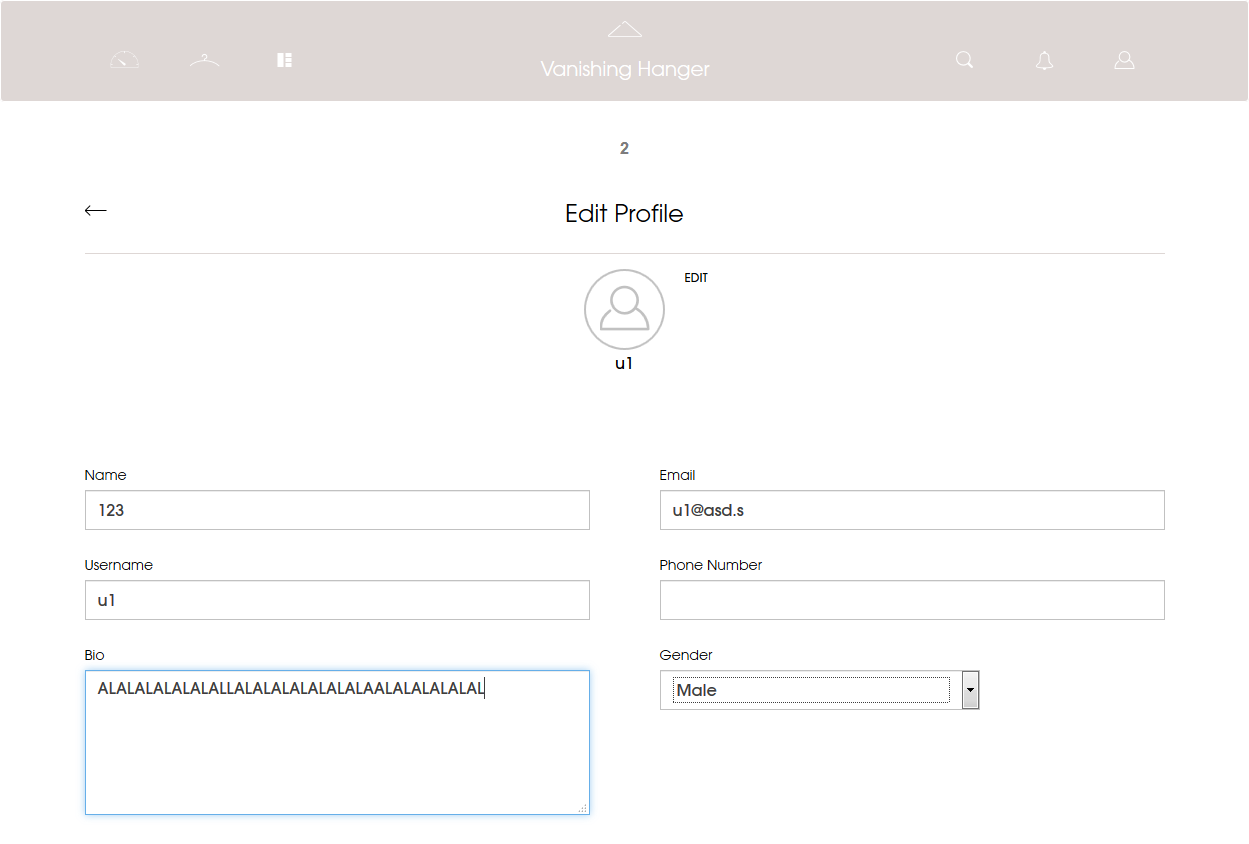 Vanishing Hanger
2
Edit Profile
EDIT
u1
Name
123
Email
u1@asd.s
Username
u1
Phone Number
Bio
ALALALALALALALLALALALALALALALAALALALALALAL
Gender
Male